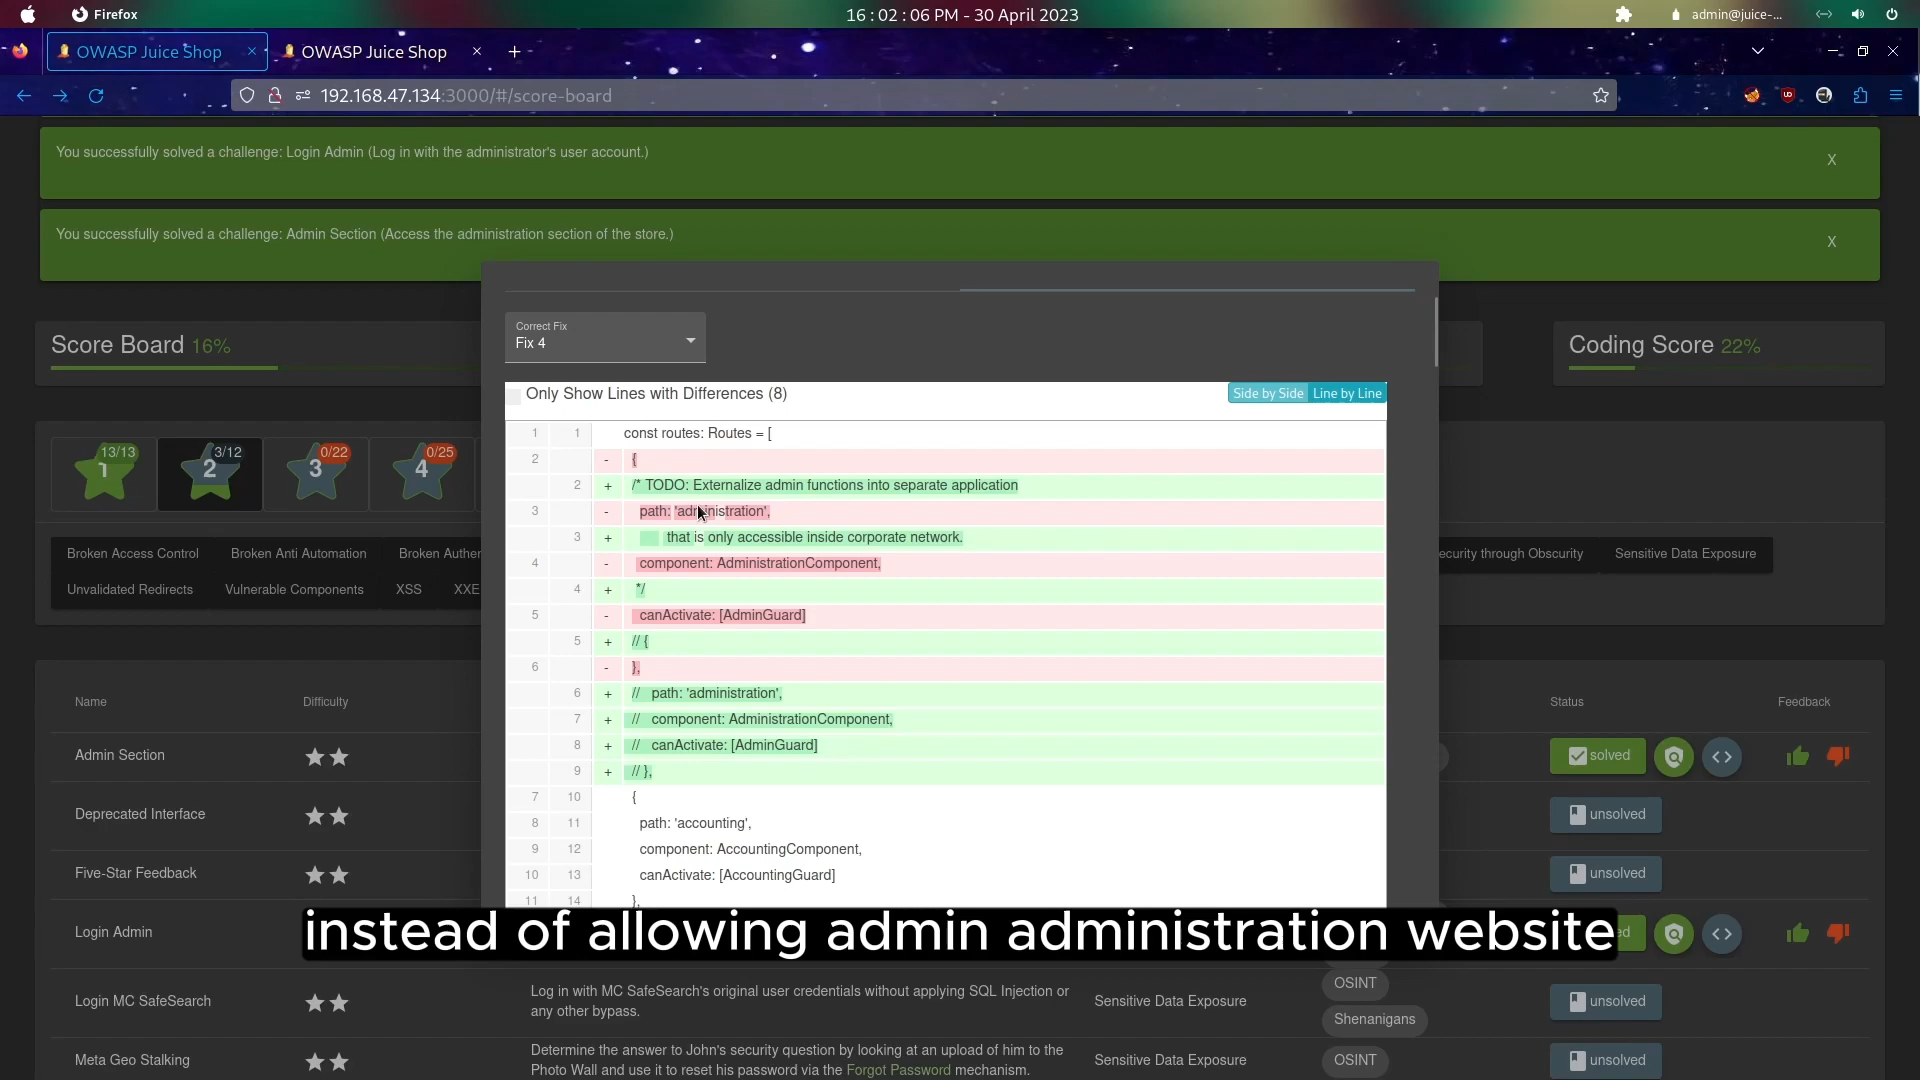 Firefox
16 : 02 : 06 PM - 30 April 2023
admin@juice-...
OWASP Juice Shop ×
OWASP Juice Shop ×
192.168.47.134:3000/#/score-board
You successfully solved a challenge: Login Admin (Log in with the administrator's user account.)
X
You successfully solved a challenge: Admin Section (Access the administration section of the store.)
X
Score Board 16%
Coding Score 22%
Correct Fix
Fix 4
Only Show Lines with Differences (8)
Side by Side Line by Line
13/13
1
3/12
2
0/22
3
0/25
4
1 1 const routes: Routes = [
2 - {
2 + /* TODO: Externalize admin functions into separate application
3 - path: 'administration',
3 + that is only accessible inside corporate network.
4 - component: AdministrationComponent,
4 + */
5 - canActivate: [AdminGuard]
5 + // {
6 - },
6 + // path: 'administration',
7 + // component: AdministrationComponent,
8 + // canActivate: [AdminGuard]
9 + // },
7 10 {
8 11 path: 'accounting',
9 12 component: AccountingComponent,
10 13 canActivate: [AccountingGuard]
11 14 },
Broken Access Control Broken Anti Automation Broken Authen
ecurity through Obscurity Sensitive Data Exposure
Unvalidated Redirects Vulnerable Components XSS XXE
Name Difficulty Status Feedback
Admin Section solved
Deprecated Interface unsolved
Five-Star Feedback unsolved
Login Admin ed
instead of allowing admin administration website
Login MC SafeSearch
Log in with MC SafeSearch's original user credentials without applying SQL Injection or
any other bypass.
Sensitive Data Exposure
OSINT
Shenanigans
unsolved
Meta Geo Stalking
Determine the answer to John's security question by looking at an upload of him to the
Photo Wall and use it to reset his password via the Forgot Password mechanism.
Sensitive Data Exposure
OSINT
unsolved